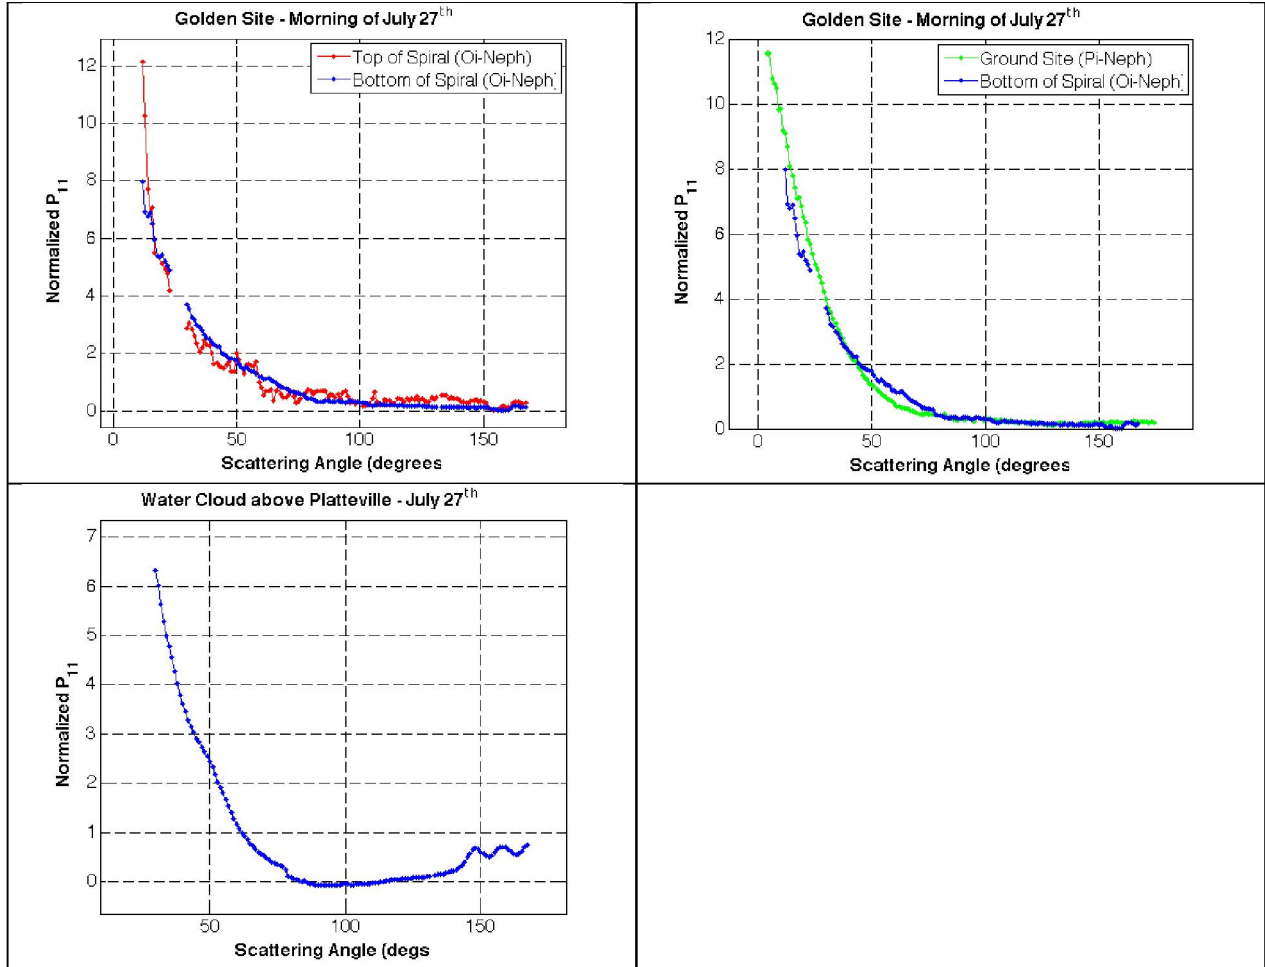 Golden Site - Morning of July 27th
12
10
8
6
4
2
0
Normalized P11
Top of Spiral (Oi-Neph)
Bottom of Spiral (Oi-Neph)
0
50
100
150
Scattering Angle (degrees
Golden Site - Morning of July 27th
12
10
8
6
4
2
0
Normalized P11
Ground Site (Pi-Neph)
Bottom of Spiral (Oi-Neph)
0
50
100
150
Scattering Angle (degrees
Water Cloud above Platteville - July 27th
7
6
5
4
3
2
1
0
Normalized P11
50
100
150
Scattering Angle (degs